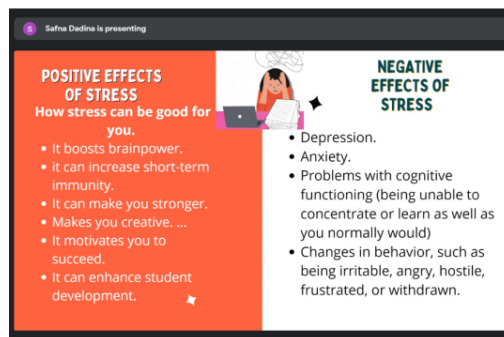 S Safna Dadina is presenting
POSITIVE EFFECTS
OF STRESS
How stress can be good for
you.
• It boosts brainpower.
• it can increase short-term
immunity.
• It can make you stronger.
• Makes you creative. ...
• It motivates you to
succeed.
• It can enhance student
development.
NEGATIVE
EFFECTS OF
STRESS
• Depression.
• Anxiety.
• Problems with cognitive
functioning (being unable to
concentrate or learn as well as
you normally would)
• Changes in behavior, such as
being irritable, angry, hostile,
frustrated, or withdrawn.